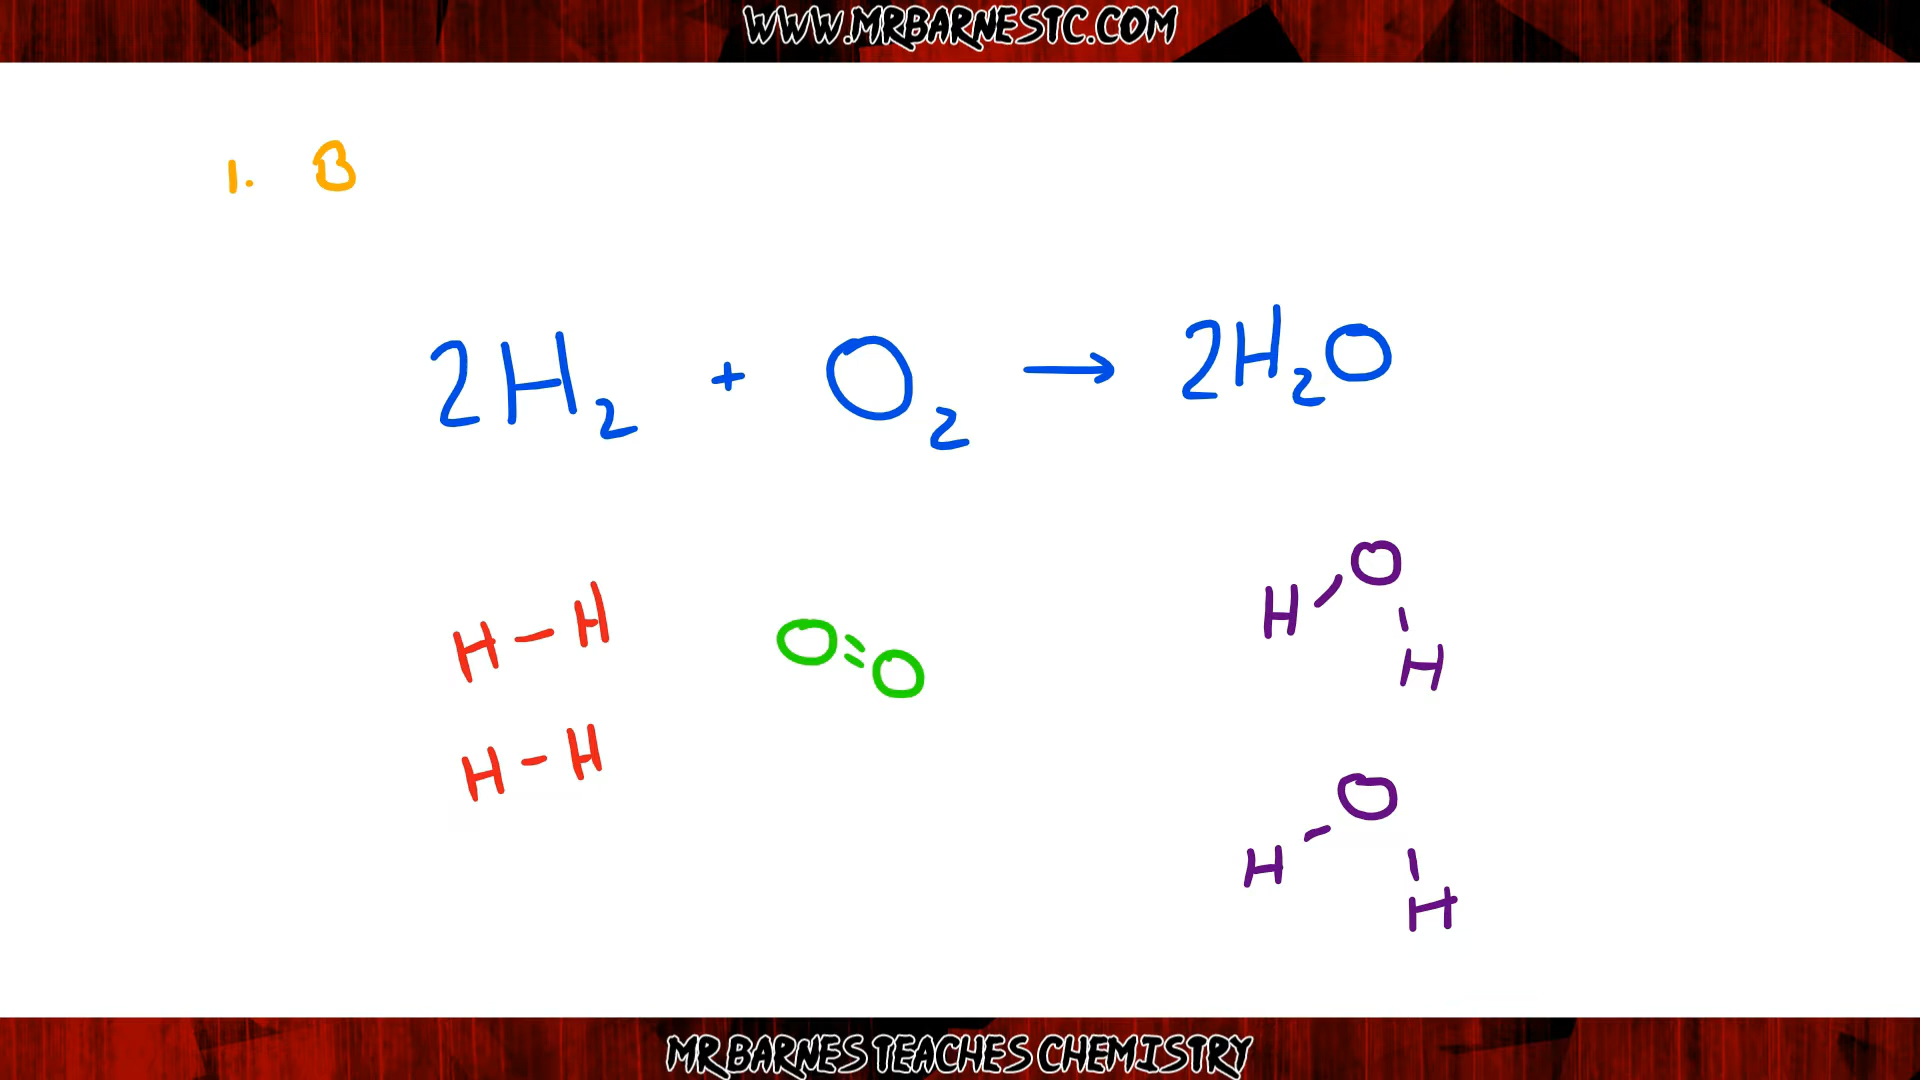 WWW.MRBARNESTC.COM
1. B
2H₂ + O₂ → 2H₂O
H - H
O = O
H - O - H
H - H
H - O - H
MR BARNES TEACHES CHEMISTRY